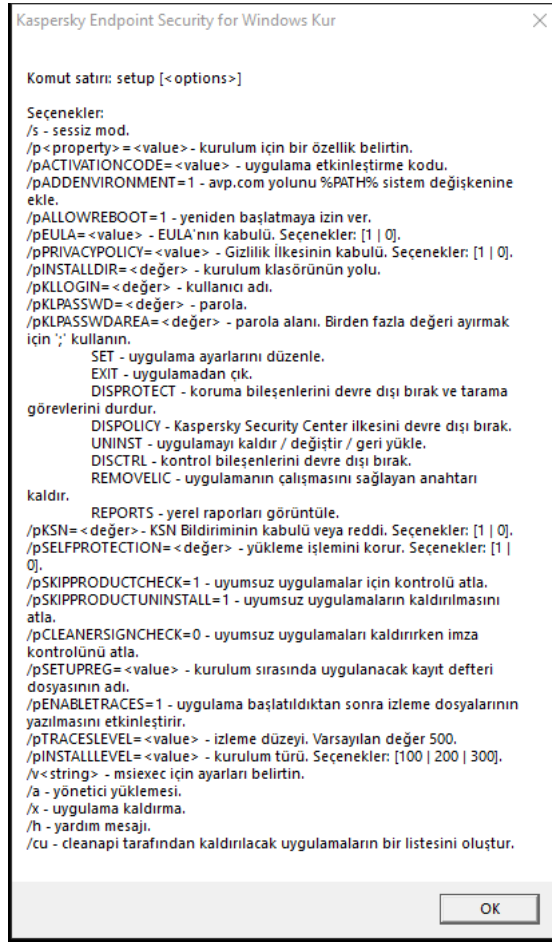 Kaspersky Endpoint Security for Windows Kur
Komut satırı: setup [<options>]
Seçenekler:
/s - sessiz mod.
/p<property>=<value>- kurulum için bir özellik belirtin.
/pACTIVATIONCODE=<value> - uygulama etkinleştirme kodu.
/pADDENVIRONMENT=1 - avp.com yolunu %PATH% sistem değişkenine
ekle.
/pALLOWREBOOT=1 - yeniden başlatmaya izin ver.
/pEULA=<value> - EULA'nın kabulü. Seçenekler: [1 | 0].
/pPRIVACYPOLICY=<value> - Gizlilik İlkesinin kabulü. Seçenekler: [1 | 0].
/pINSTALLDIR=<değer> - kurulum klasörünün yolu.
/pKLLOGIN=<değer> - kullanıcı adı.
/pKLPASSWD=<değer> - parola.
/pKLPASSWDAREA=<değer> - parola alanı. Birden fazla değeri ayırmak
için ';' kullanın.
SET - uygulama ayarlarını düzenle.
EXIT - uygulamadan çık.
DISPROTECT - koruma bileşenlerini devre dışı bırak ve tarama
görevlerini durdur.
DISPOLICY - Kaspersky Security Center ilkesini devre dışı bırak.
UNINST - uygulamayı kaldır / değiştir / geri yükle.
DISCTRL - kontrol bileşenlerini devre dışı bırak.
REMOVELIC - uygulamanın çalışmasını sağlayan anahtarı
kaldır.
REPORTS - yerel raporları görüntüle.
/pKSN=<değer>- KSN Bildiriminin kabulü veya reddi. Seçenekler: [1 | 0].
/pSELFPROTECTION=<değer> - yükleme işlemini korur. Seçenekler: [1 |
0].
/pSKIPPRODUCTCHECK=1 - uyumsuz uygulamalar için kontrolü atla.
/pSKIPPRODUCTUNINSTALL=1 - uyumsuz uygulamaların kaldırılmasını
atla.
/pCLEANERSIGNCHECK=0 - uyumsuz uygulamaları kaldırırken imza
kontrolünü atla.
/pSETUPREG=<value> - kurulum sırasında uygulanacak kayıt defteri
dosyasının adı.
/pENABLETRACES=1 - uygulama başlatıldıktan sonra izleme dosyalarının
yazılmasını etkinleştirir.
/pTRACESLEVEL=<value> - izleme düzeyi. Varsayılan değer 500.
/pINSTALLLEVEL=<value> - kurulum türü. Seçenekler: [100 | 200 | 300].
/v<string> - msiexec için ayarları belirtin.
/a - yönetici yüklemesi.
/x - uygulama kaldırma.
/h - yardım mesajı.
/cu - cleanapi tarafından kaldırılacak uygulamaların bir listesini oluştur.
OK